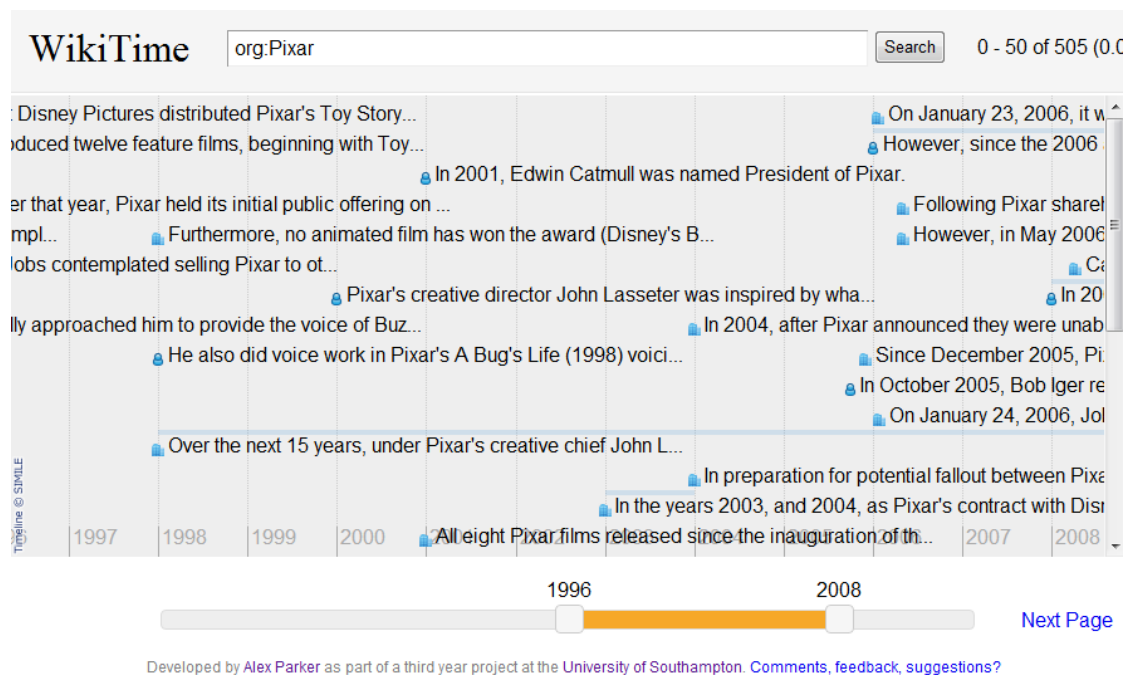 WikiTime
org:Pixar
Search
0 - 50 of 505 (0.0
: Disney Pictures distributed Pixar's Toy Story...
On January 23, 2006, it w
oduced twelve feature films, beginning with Toy...
However, since the 2006
In 2001, Edwin Catmull was named President of Pixar.
er that year, Pixar held its initial public offering on ...
Following Pixar shareh
mpl...
Furthermore, no animated film has won the award (Disney's B...
However, in May 2006
Jobs contemplated selling Pixar to ot...
Ca
Pixar's creative director John Lasseter was inspired by wha...
In 20
lly approached him to provide the voice of Buz...
In 2004, after Pixar announced they were unab
He also did voice work in Pixar's A Bug's Life (1998) voici...
Since December 2005, Pi
In October 2005, Bob Iger re
On January 24, 2006, Jo
Over the next 15 years, under Pixar's creative chief John L...
In preparation for potential fallout between Pixa
In the years 2003, and 2004, as Pixar's contract with Disn
All eight Pixar films released since the inauguration of th...
1997 1998 1999 2000 2001 2002 2003 2004 2005 2006 2007 2008
Timeline © SIMILE
1996 2008
Next Page
Developed by Alex Parker as part of a third year project at the University of Southampton. Comments, feedback, suggestions?